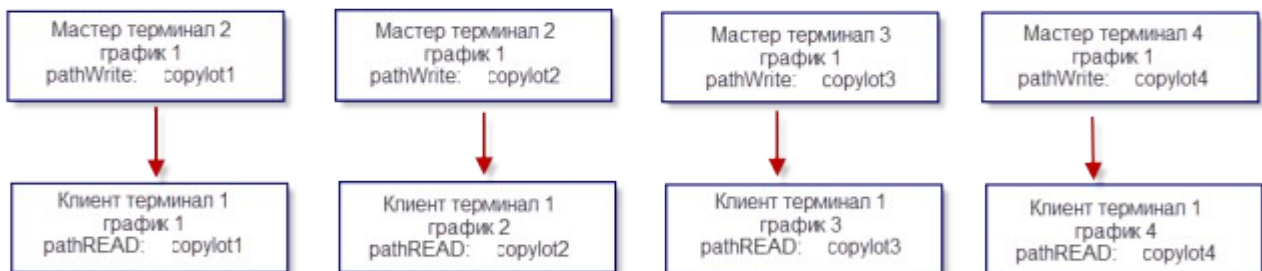 Мастер терминал 2
график 1
pathWrite: copylot1
Мастер терминал 2
график 1
pathWrite: copylot2
Мастер терминал 3
график 1
pathWrite: copylot3
Мастер терминал 4
график 1
pathWrite: copylot4
Клиент терминал 1
график 1
pathREAD: copylot1
Клиент терминал 1
график 2
pathREAD: copylot2
Клиент терминал 1
график 3
pathREAD: copylot3
Клиент терминал 1
график 4
pathREAD: copylot4